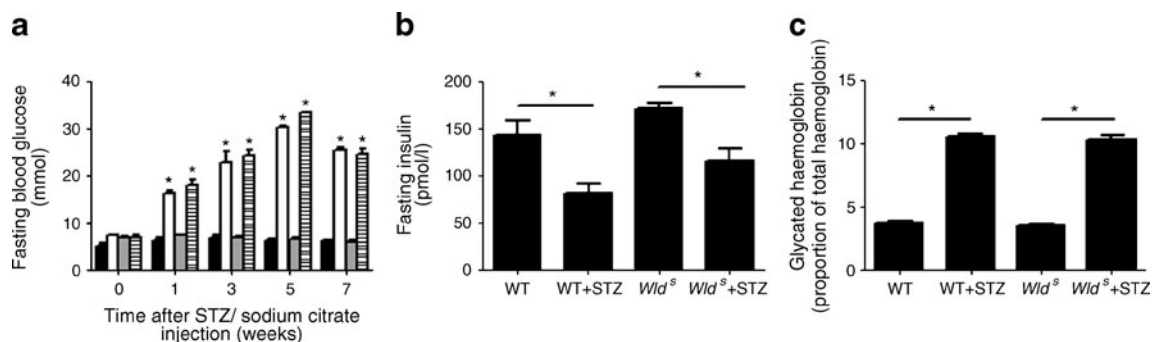 a
Fasting blood glucose
(mmol)
40
30
20
10
0
* * * * * * * *
0 1 3 5 7
Time after STZ/ sodium citrate
injection (weeks)
b
Fasting insulin
(pmol/l)
200
150
100
50
0
* *
WT WT+STZ Wld s Wld s+STZ
c
Glycated haemoglobin
(proportion of total haemoglobin)
15
10
5
0
* *
WT WT+STZ Wld s Wld s+STZ